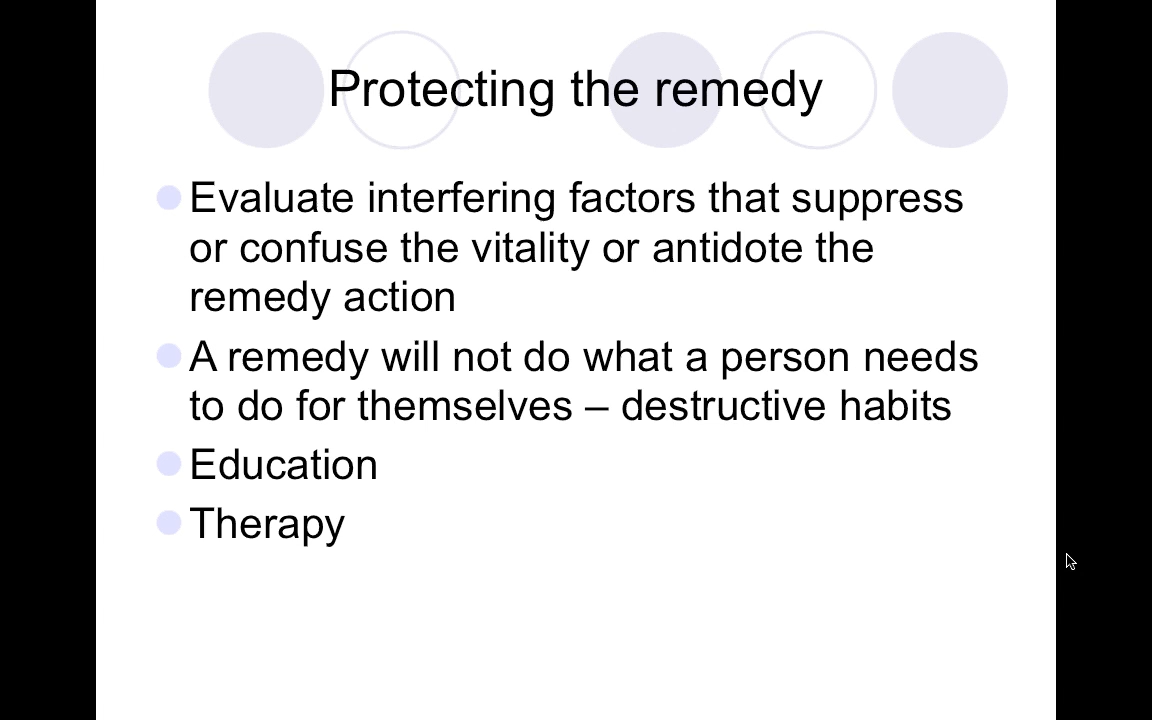 Protecting the remedy
Evaluate interfering factors that suppress
or confuse the vitality or antidote the
remedy action
A remedy will not do what a person needs
to do for themselves – destructive habits
Education
Therapy